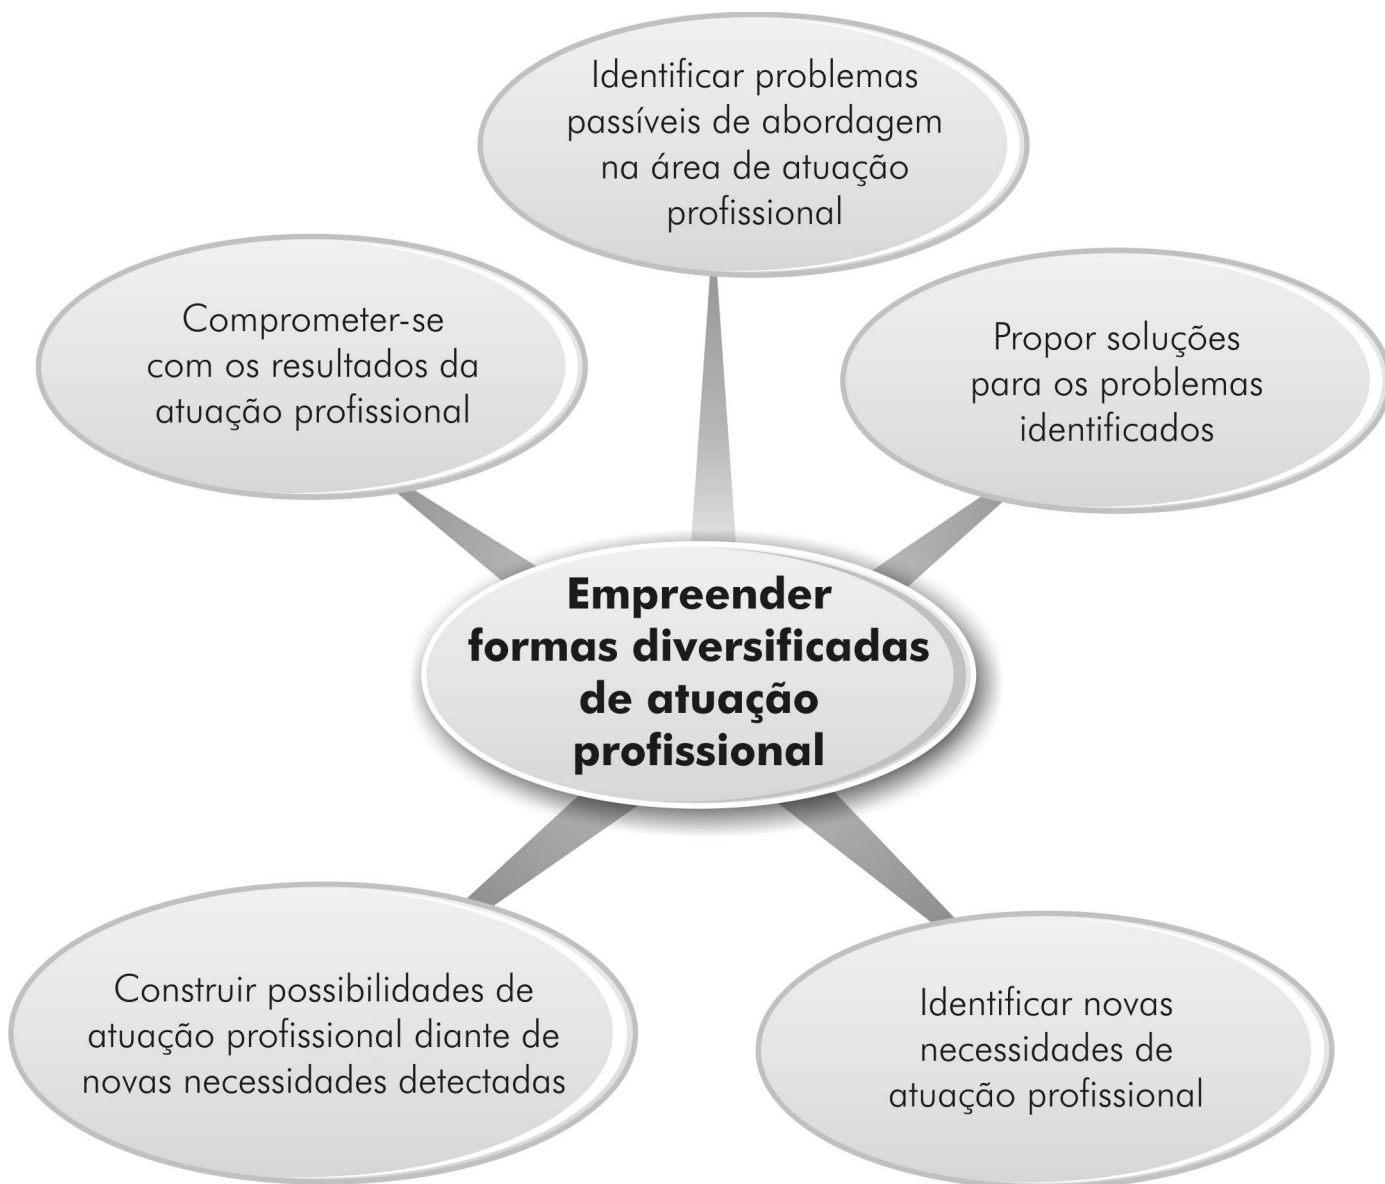 Identificar problemas
passíveis de abordagem
na área de atuação
profissional
Comprometer-se
com os resultados da
atuação profissional
Propor soluções
para os problemas
identificados
Empreender
formas diversificadas
de atuação
profissional
Construir possibilidades de
atuação profissional diante de
novas necessidades detectadas
Identificar novas
necessidades de
atuação profissional